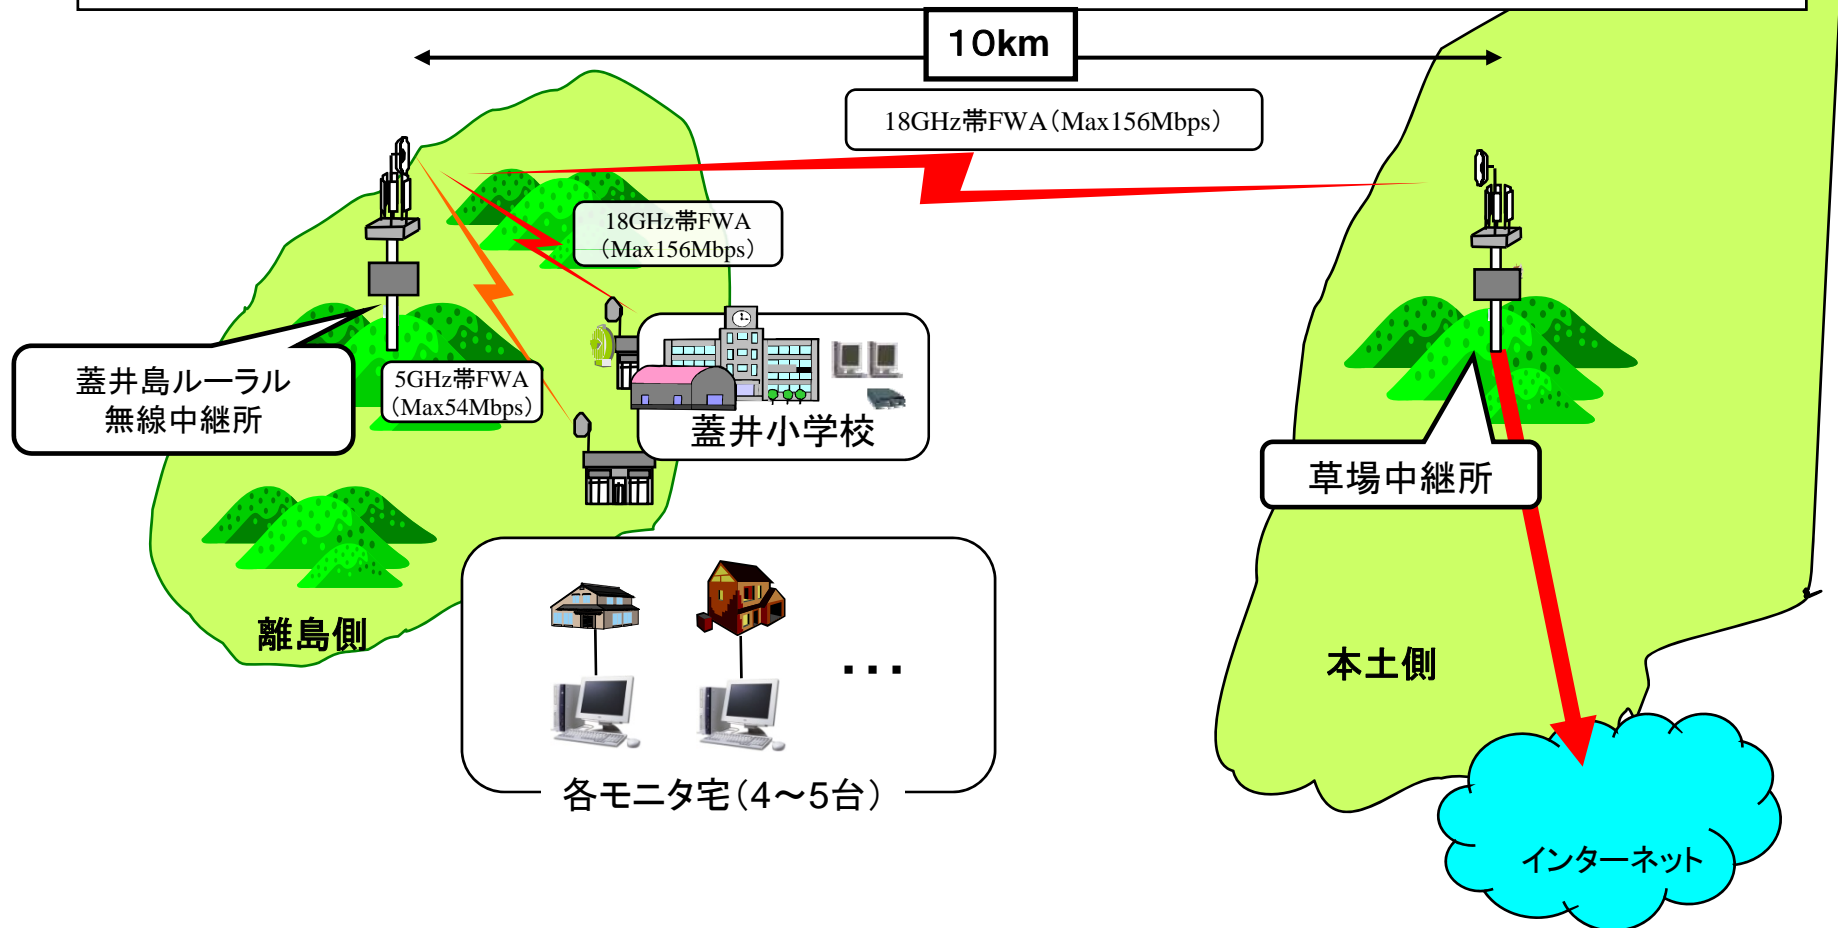 10km
18GHz帯FWA(Max156Mbps)
18GHz帯FWA
(Max156Mbps)
蓋井島ルーラル
無線中継所
5GHz帯FWA
(Max54Mbps)
蓋井小学校
草場中継所
離島側
本土側
・・・
各モニタ宅(4～5台)
インターネット